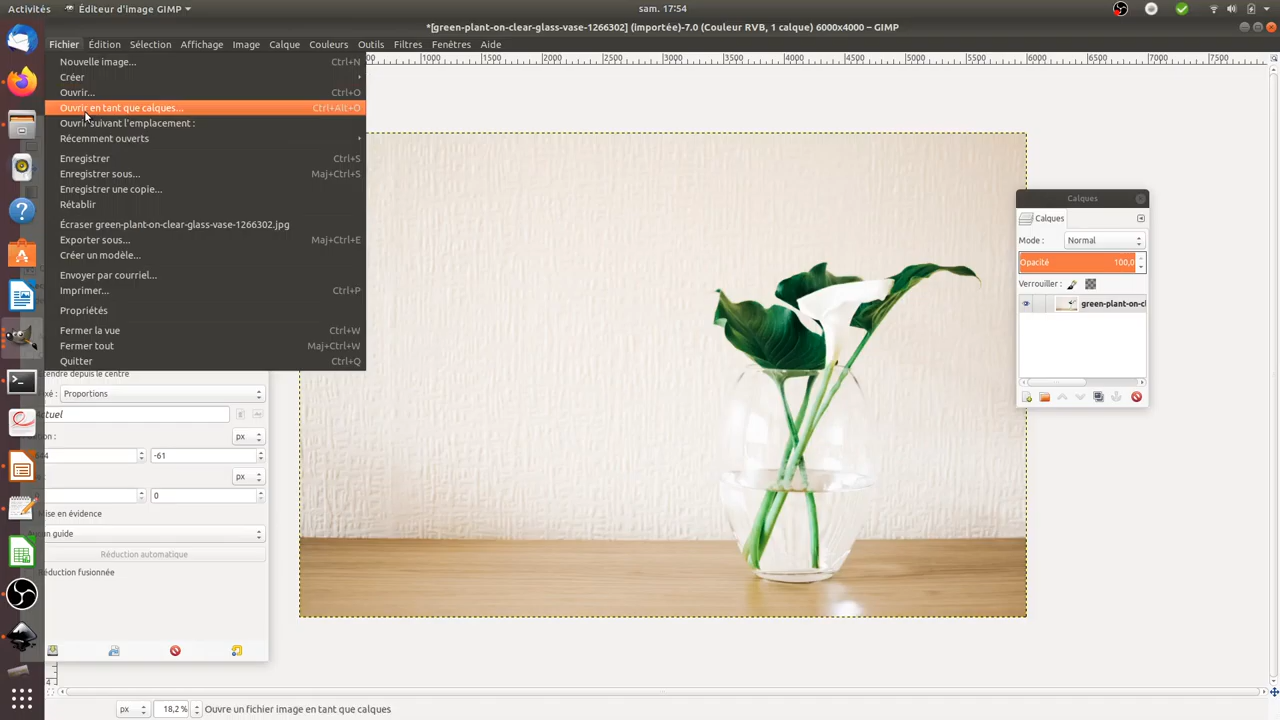 Activités
Éditeur d'image GIMP
sam. 17:54
*[green-plant-on-clear-glass-vase-1266302] (importée)-7.0 (Couleur RVB, 1 calque) 6000x4000 – GIMP
Fichier Édition Sélection Affichage Image Calque Couleurs Outils Filtres Fenêtres Aide
1000 1500 2000 2500 3000 3500 4000 4500 5000 5500 6000 6500 7000 7500
Nouvelle image... Ctrl+N
Créer
Ouvrir... Ctrl+O
Ouvrir en tant que calques... Ctrl+Alt+O
Ouvrir suivant l'emplacement :
Récemment ouverts
Enregistrer Ctrl+S
Enregistrer sous... Maj+Ctrl+S
Enregistrer une copie...
Rétablir
Écraser green-plant-on-clear-glass-vase-1266302.jpg
Exporter sous... Maj+Ctrl+E
Créer un modèle...
Envoyer par courriel...
Imprimer... Ctrl+P
Propriétés
Fermer la vue Ctrl+W
Fermer tout Maj+Ctrl+W
Quitter Ctrl+Q
Calques
Calques
Mode : Normal
Opacité 100,0
Verrouiller :
green-plant-on-cl
Proportions
px
-61
px
0
Mise en évidence
Réduction automatique
Réduction fusionnée
px 18,2 % Ouvre un fichier image en tant que calques